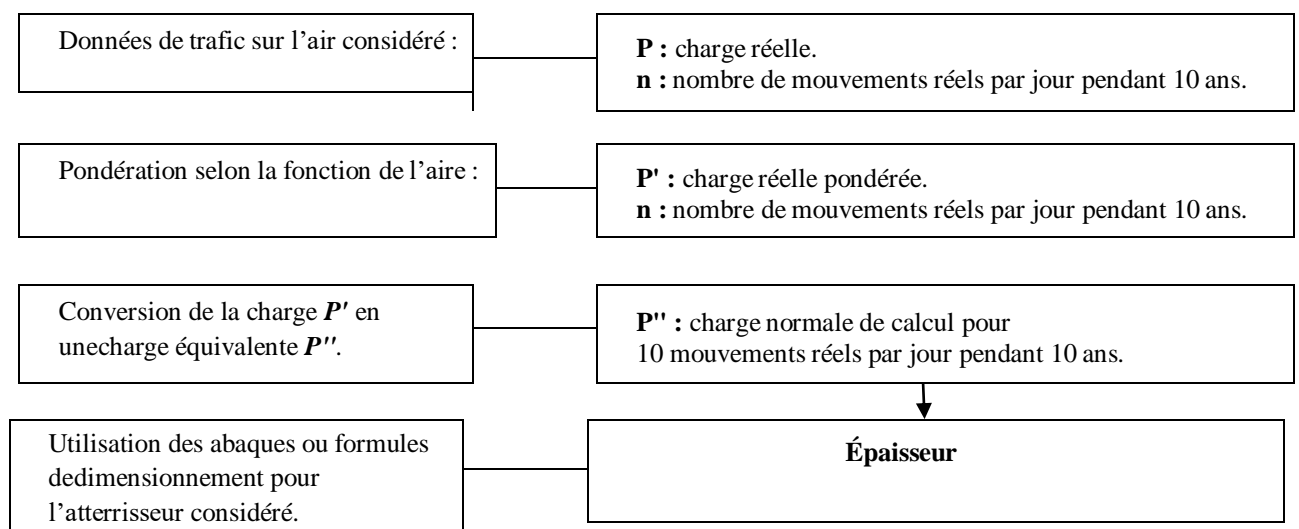 Données de trafic sur l’air considéré :
P : charge réelle.
n : nombre de mouvements réels par jour pendant 10 ans.
Pondération selon la fonction de l’aire :
P' : charge réelle pondérée.
n : nombre de mouvements réels par jour pendant 10 ans.
Conversion de la charge P' en
unecharge équivalente P''.
P'' : charge normale de calcul pour
10 mouvements réels par jour pendant 10 ans.
Utilisation des abaques ou formules
dedimensionnement pour
l’atterrisseur considéré.
Épaisseur